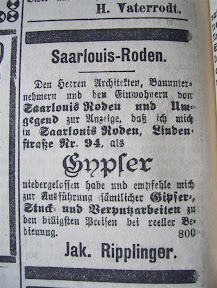 H. Vaterrodt.
Saarlouis-Roden.
Den Herren Architekten, Bauunter-
nehmern und den Einwohnern von
Saarlouis Roden und Um-
gegend zur Anzeige, daß ich mich
in Saarlouis Roden, Linden-
straße Nr. 94, als
Gypser
niedergelassen habe und empfehle mich
zur Ausführung sämtlicher Gipser-,
Stuck- und Verputzarbeiten zu
den billigsten Preisen bei reeller Be-
dienung. 800
Jak. Ripplinger.